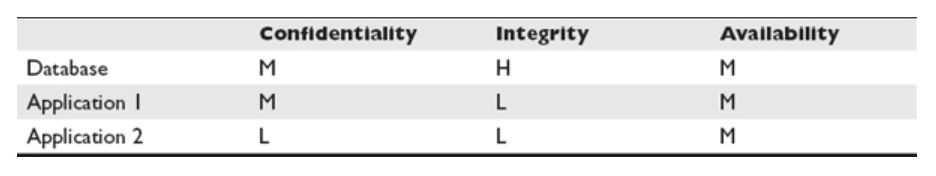 Confidentiality Integrity Availability
Database M H M
Application 1 M L M
Application 2 L L M